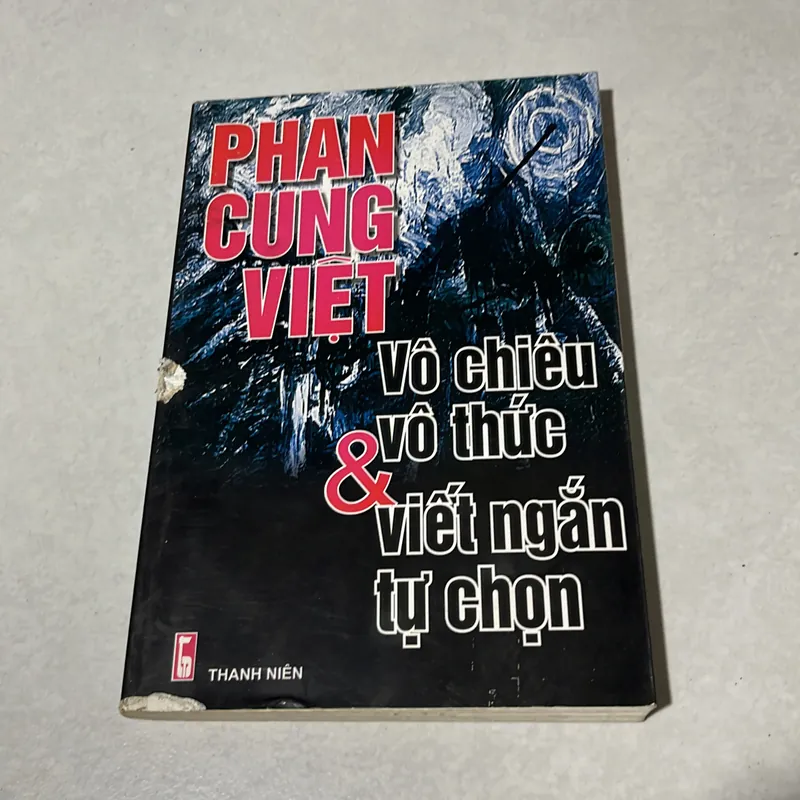 PHAN
CUNG
VIỆT
Vô chiêu
vô thức
&
viết ngắn
tự chọn
THANH NIÊN